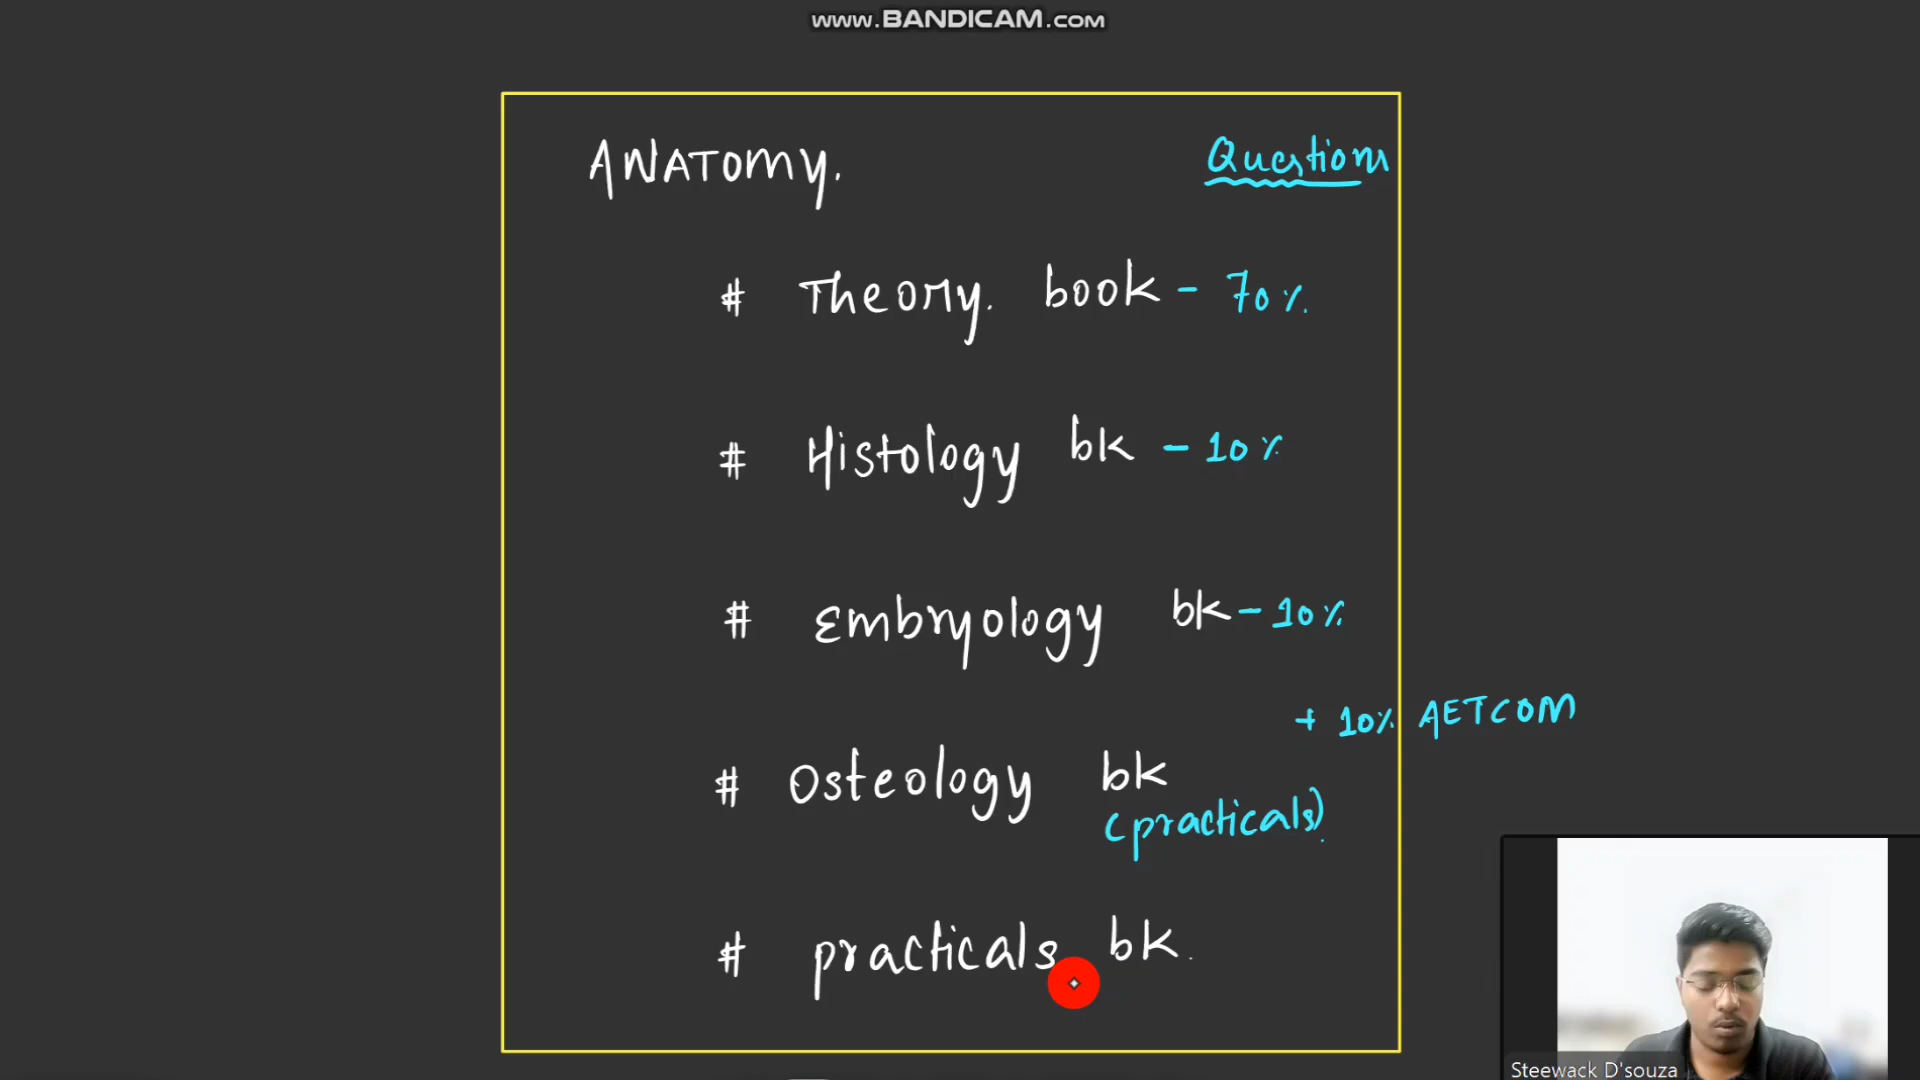 www.BANDICAM.com
ANATOMY.
Questions
# Theory. book - 70%
# Histology bk - 10%
# Embryology bk - 10%
+ 10% AETCOM
# Osteology bk
(practicals)
# practicals bk.
Steewack D'souza